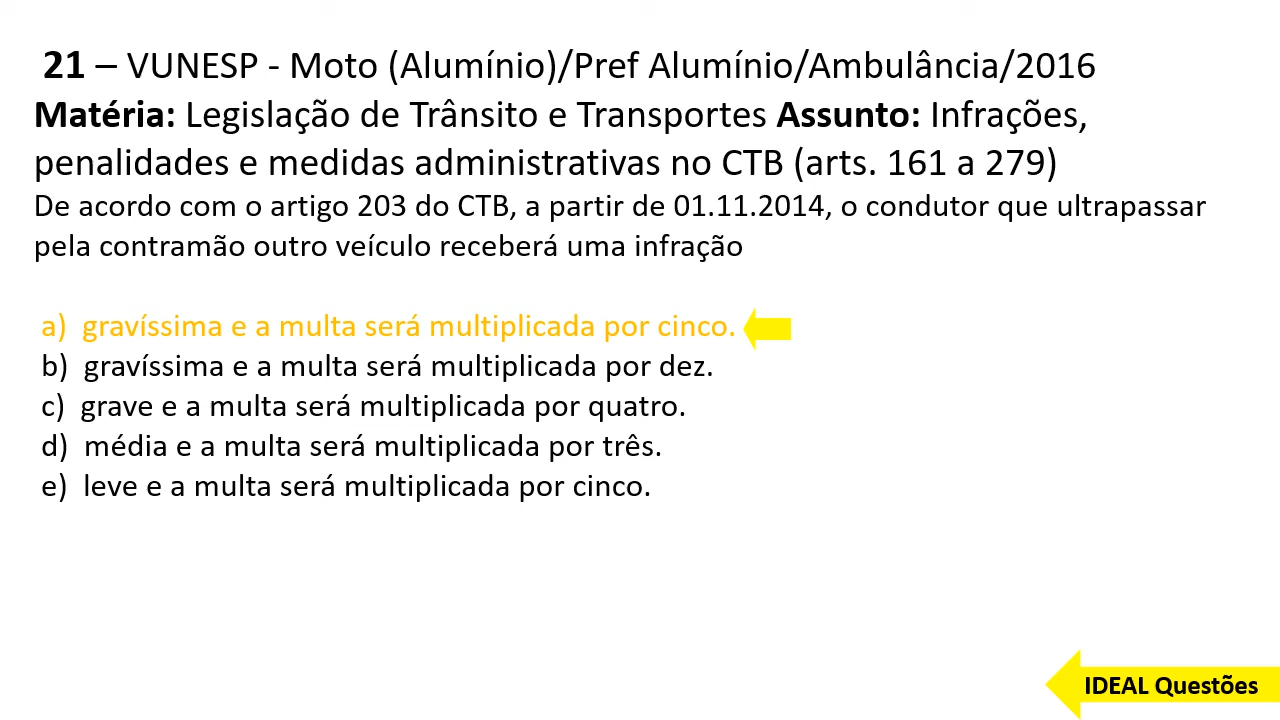 21 – VUNESP - Moto (Alumínio)/Pref Alumínio/Ambulância/2016
Matéria: Legislação de Trânsito e Transportes Assunto: Infrações,
penalidades e medidas administrativas no CTB (arts. 161 a 279)
De acordo com o artigo 203 do CTB, a partir de 01.11.2014, o condutor que ultrapassar
pela contramão outro veículo receberá uma infração
a) gravíssima e a multa será multiplicada por cinco.
b) gravíssima e a multa será multiplicada por dez.
c) grave e a multa será multiplicada por quatro.
d) média e a multa será multiplicada por três.
e) leve e a multa será multiplicada por cinco.
IDEAL Questões